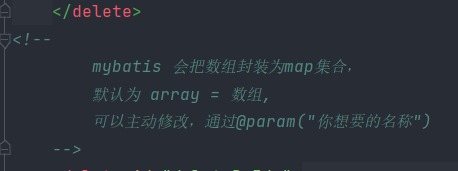 </delete>
<!--
mybatis 会把数组封装为map集合,
默认为 array = 数组,
可以主动修改，通过@param("你想要的名称")
-->